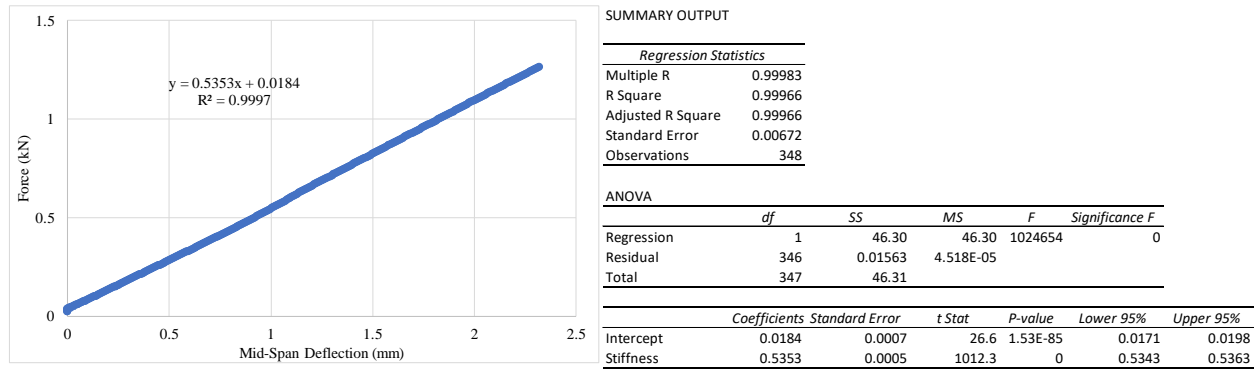 1.5
1
0.5
0
0 0.5 1 1.5 2 2.5
Force (kN)
Mid-Span Deflection (mm)
y = 0.5353x + 0.0184
R² = 0.9997
SUMMARY OUTPUT
Regression Statistics
Multiple R 0.99983
R Square 0.99966
Adjusted R Square 0.99966
Standard Error 0.00672
Observations 348
ANOVA
df SS MS F Significance F
Regression 1 46.30 46.30 1024654 0
Residual 346 0.01563 4.518E-05
Total 347 46.31
Coefficients Standard Error t Stat P-value Lower 95% Upper 95%
Intercept 0.0184 0.0007 26.6 1.53E-85 0.0171 0.0198
Stiffness 0.5353 0.0005 1012.3 0 0.5343 0.5363